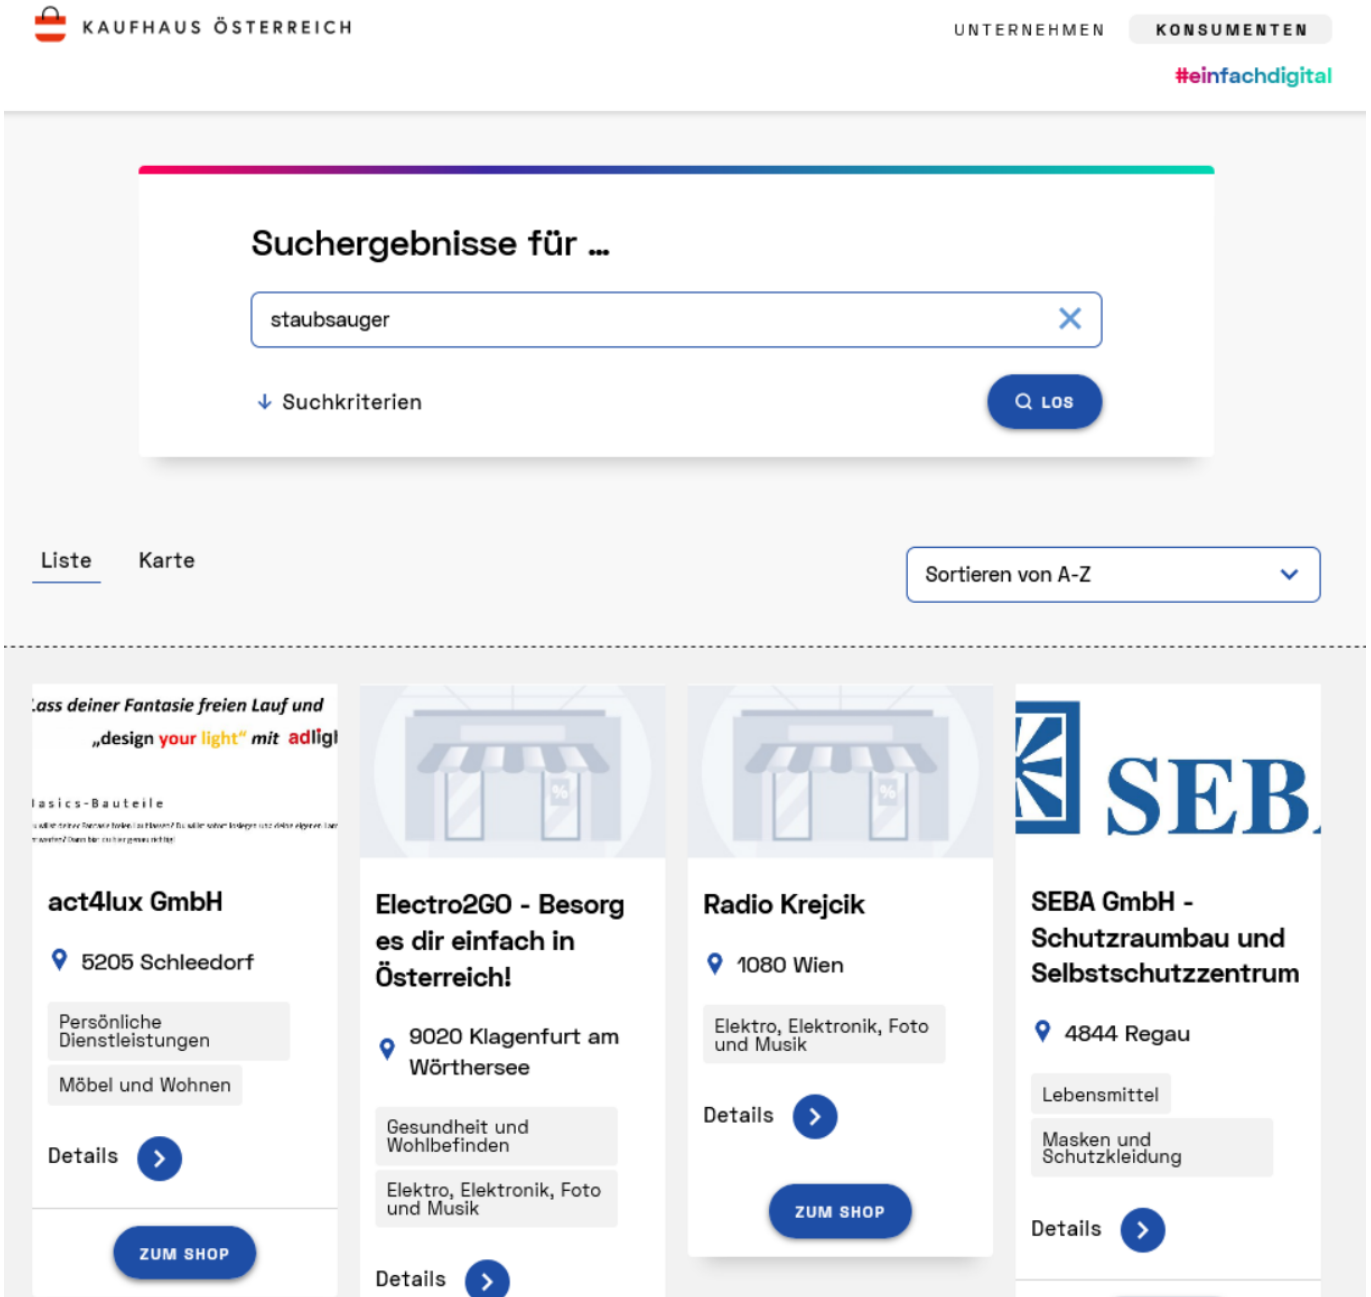 KAUFHAUS ÖSTERREICH
UNTERNEHMEN
KONSUMENTEN
#einfachdigital
Suchergebnisse für …
staubsauger
Suchkriterien
LOS
Liste
Karte
Sortieren von A-Z
ass deiner Fantasie freien Lauf und
„design your light“ mit adligh
asics-Bauteile
act4lux GmbH
5205 Schleedorf
Persönliche
Dienstleistungen
Möbel und Wohnen
Details
ZUM SHOP
%
Electro2GO - Besorg
es dir einfach in
Österreich!
9020 Klagenfurt am
Wörthersee
Gesundheit und
Wohlbefinden
Elektro, Elektronik, Foto
und Musik
Details
%
Radio Krejcik
1080 Wien
Elektro, Elektronik, Foto
und Musik
Details
ZUM SHOP
SEBA
SEBA GmbH -
Schutzraumbau und
Selbstschutzzentrum
4844 Regau
Lebensmittel
Masken und
Schutzkleidung
Details